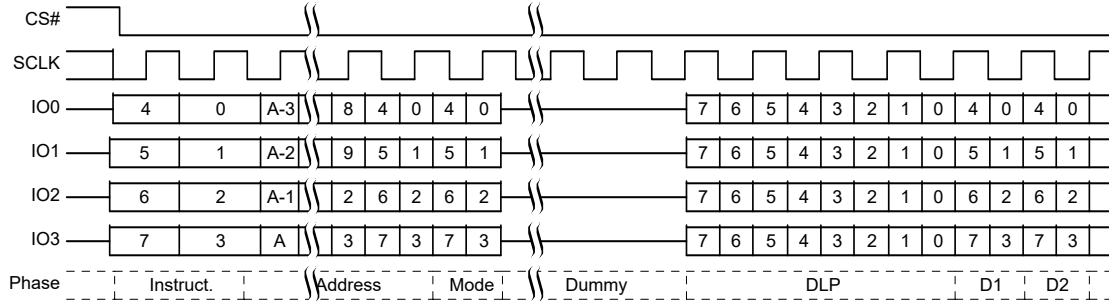 CS#
SCLK
IO0 4 0 A-3 8 4 0 4 0 7 6 5 4 3 2 1 0 4 0 4 0
IO1 5 1 A-2 9 5 1 5 1 7 6 5 4 3 2 1 0 5 1 5 1
IO2 6 2 A-1 2 6 2 6 2 7 6 5 4 3 2 1 0 6 2 6 2
IO3 7 3 A 3 7 3 7 3 7 6 5 4 3 2 1 0 7 3 7 3
Phase Instruct. Address Mode Dummy DLP D1 D2